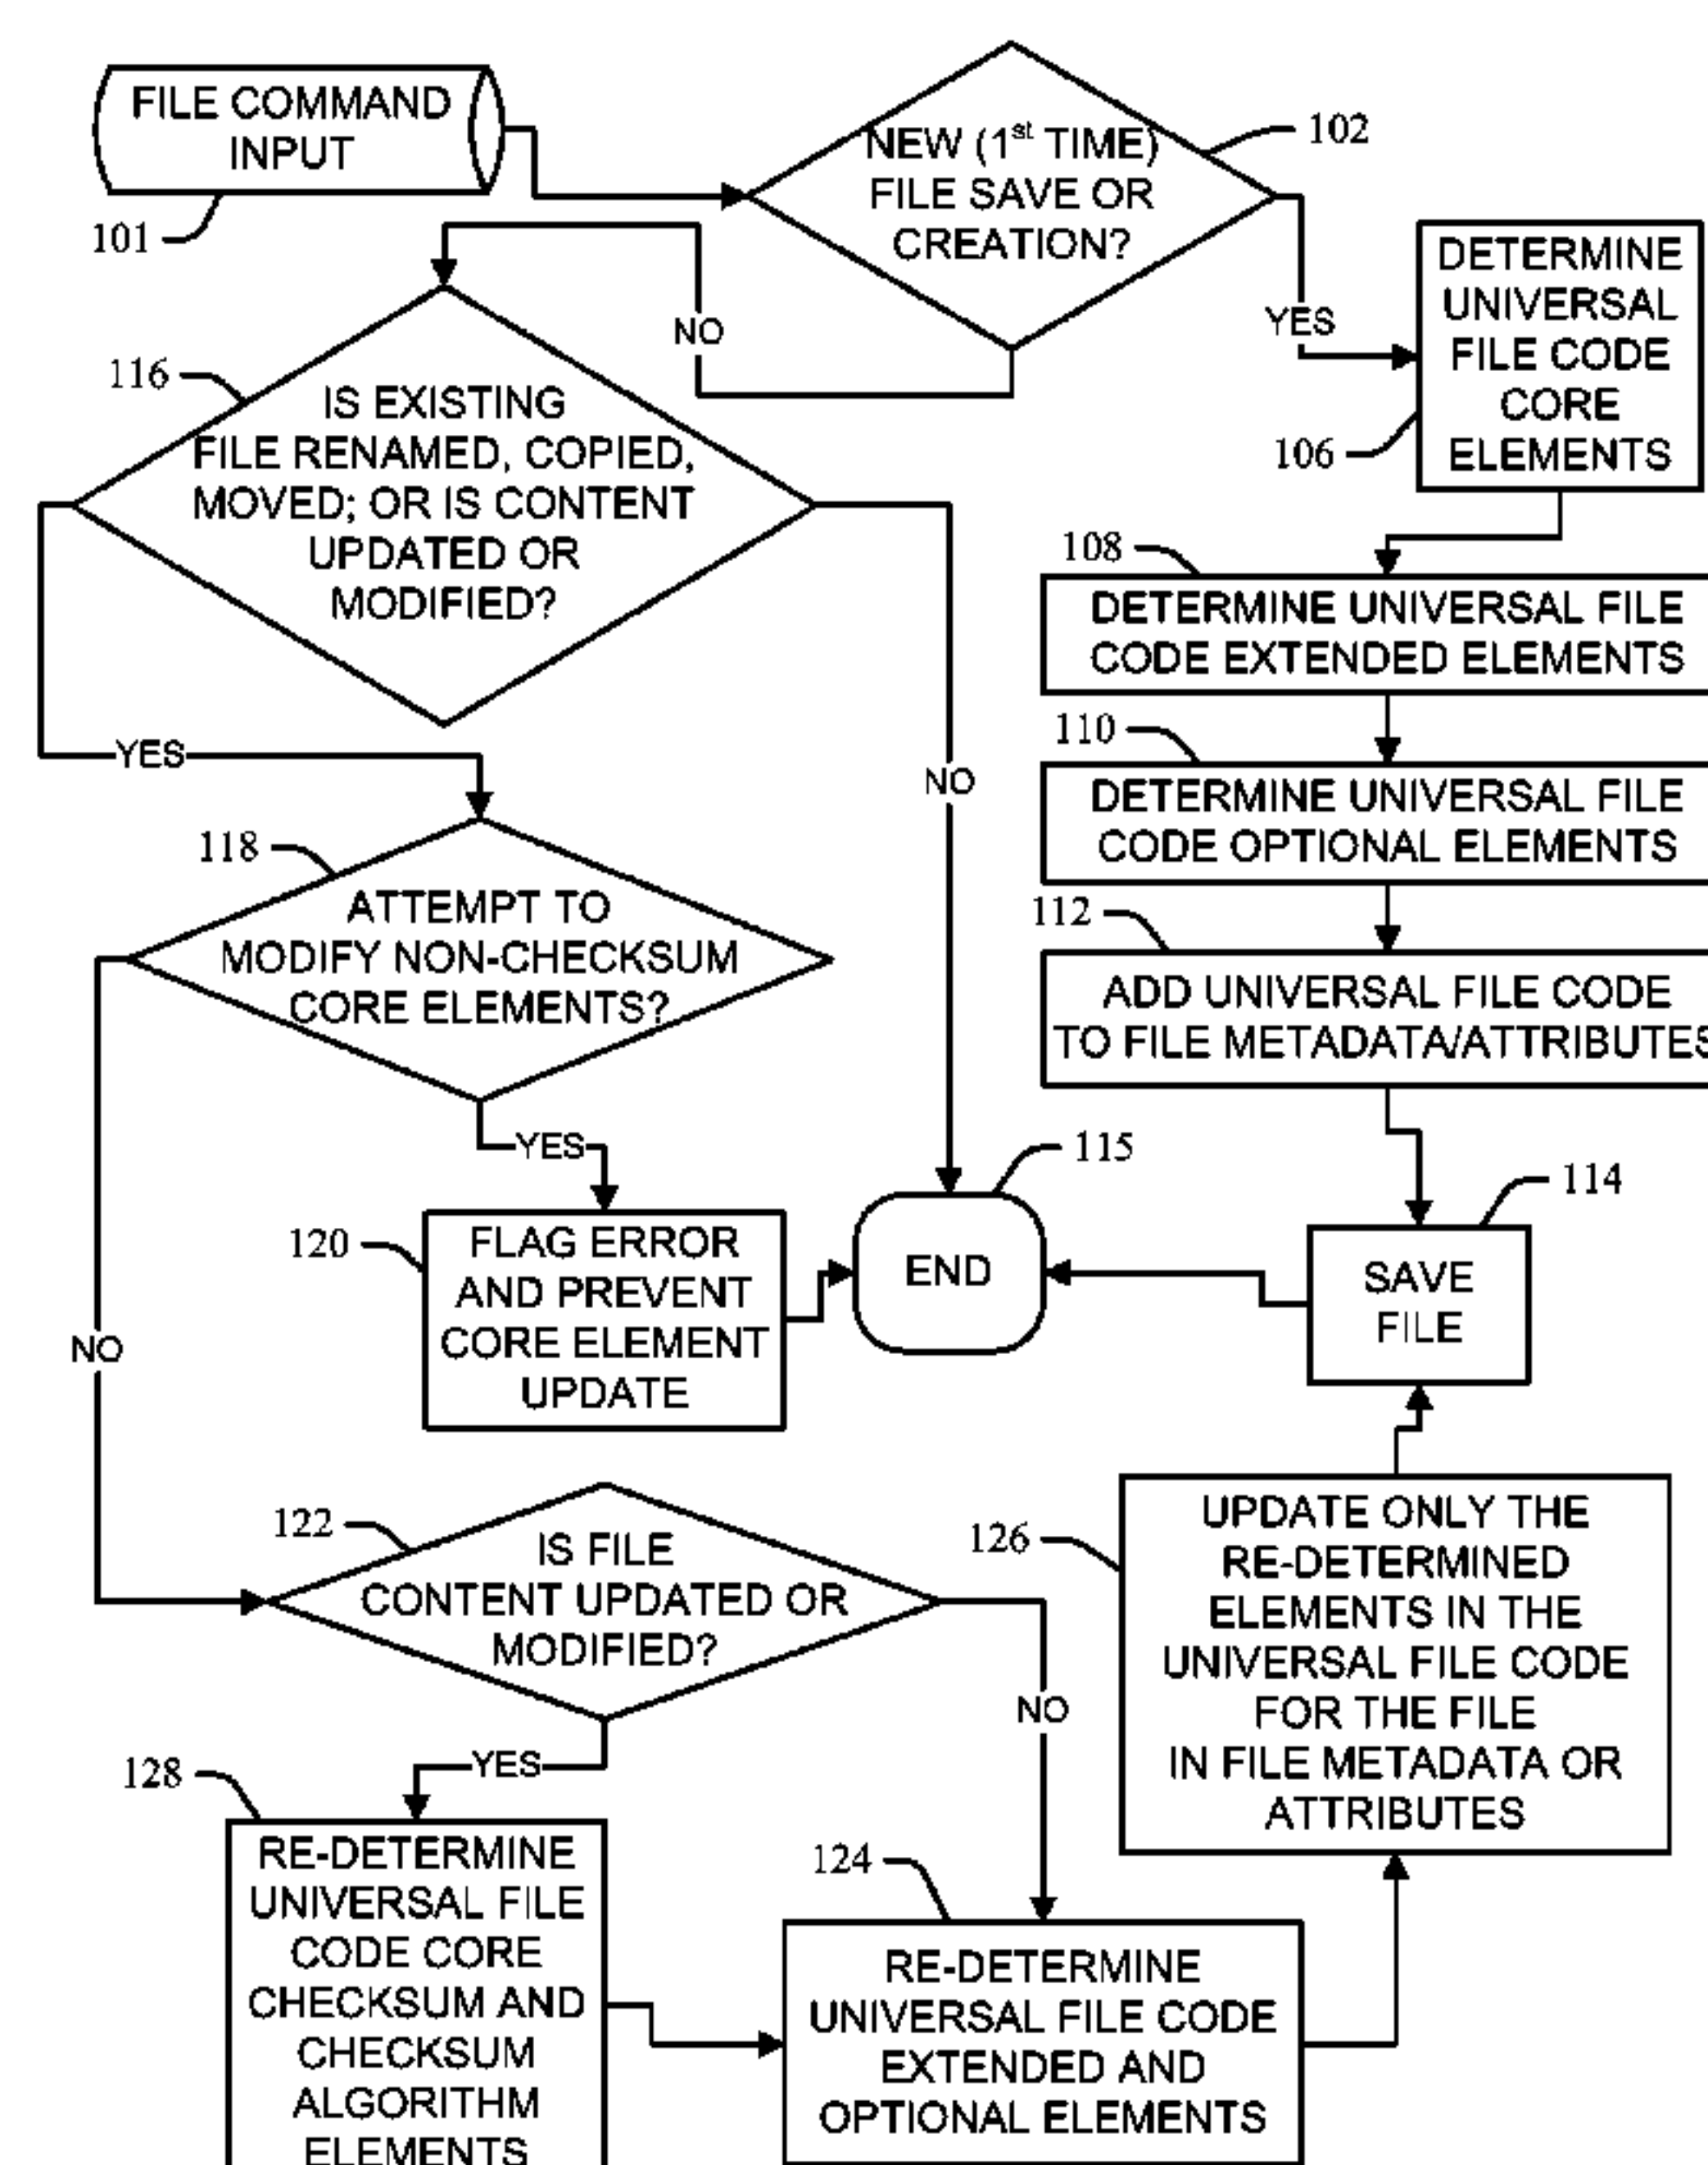 FILE COMMAND
INPUT
101
NEW (1st TIME)
FILE SAVE OR
CREATION?
102
NO
YES
DETERMINE
UNIVERSAL
FILE CODE
CORE
ELEMENTS
106
116
IS EXISTING
FILE RENAMED, COPIED,
MOVED; OR IS CONTENT
UPDATED OR
MODIFIED?
YES
NO
108
DETERMINE UNIVERSAL FILE
CODE EXTENDED ELEMENTS
110
DETERMINE UNIVERSAL FILE
CODE OPTIONAL ELEMENTS
112
ADD UNIVERSAL FILE CODE
TO FILE METADATA/ATTRIBUTES
118
ATTEMPT TO
MODIFY NON-CHECKSUM
CORE ELEMENTS?
YES
NO
115
END
114
SAVE
FILE
120
FLAG ERROR
AND PREVENT
CORE ELEMENT
UPDATE
122
IS FILE
CONTENT UPDATED OR
MODIFIED?
YES
NO
126
UPDATE ONLY THE
RE-DETERMINED
ELEMENTS IN THE
UNIVERSAL FILE CODE
FOR THE FILE
IN FILE METADATA OR
ATTRIBUTES
128
RE-DETERMINE
UNIVERSAL FILE
CODE CORE
CHECKSUM AND
CHECKSUM
ALGORITHM
ELEMENTS
124
RE-DETERMINE
UNIVERSAL FILE CODE
EXTENDED AND
OPTIONAL ELEMENTS